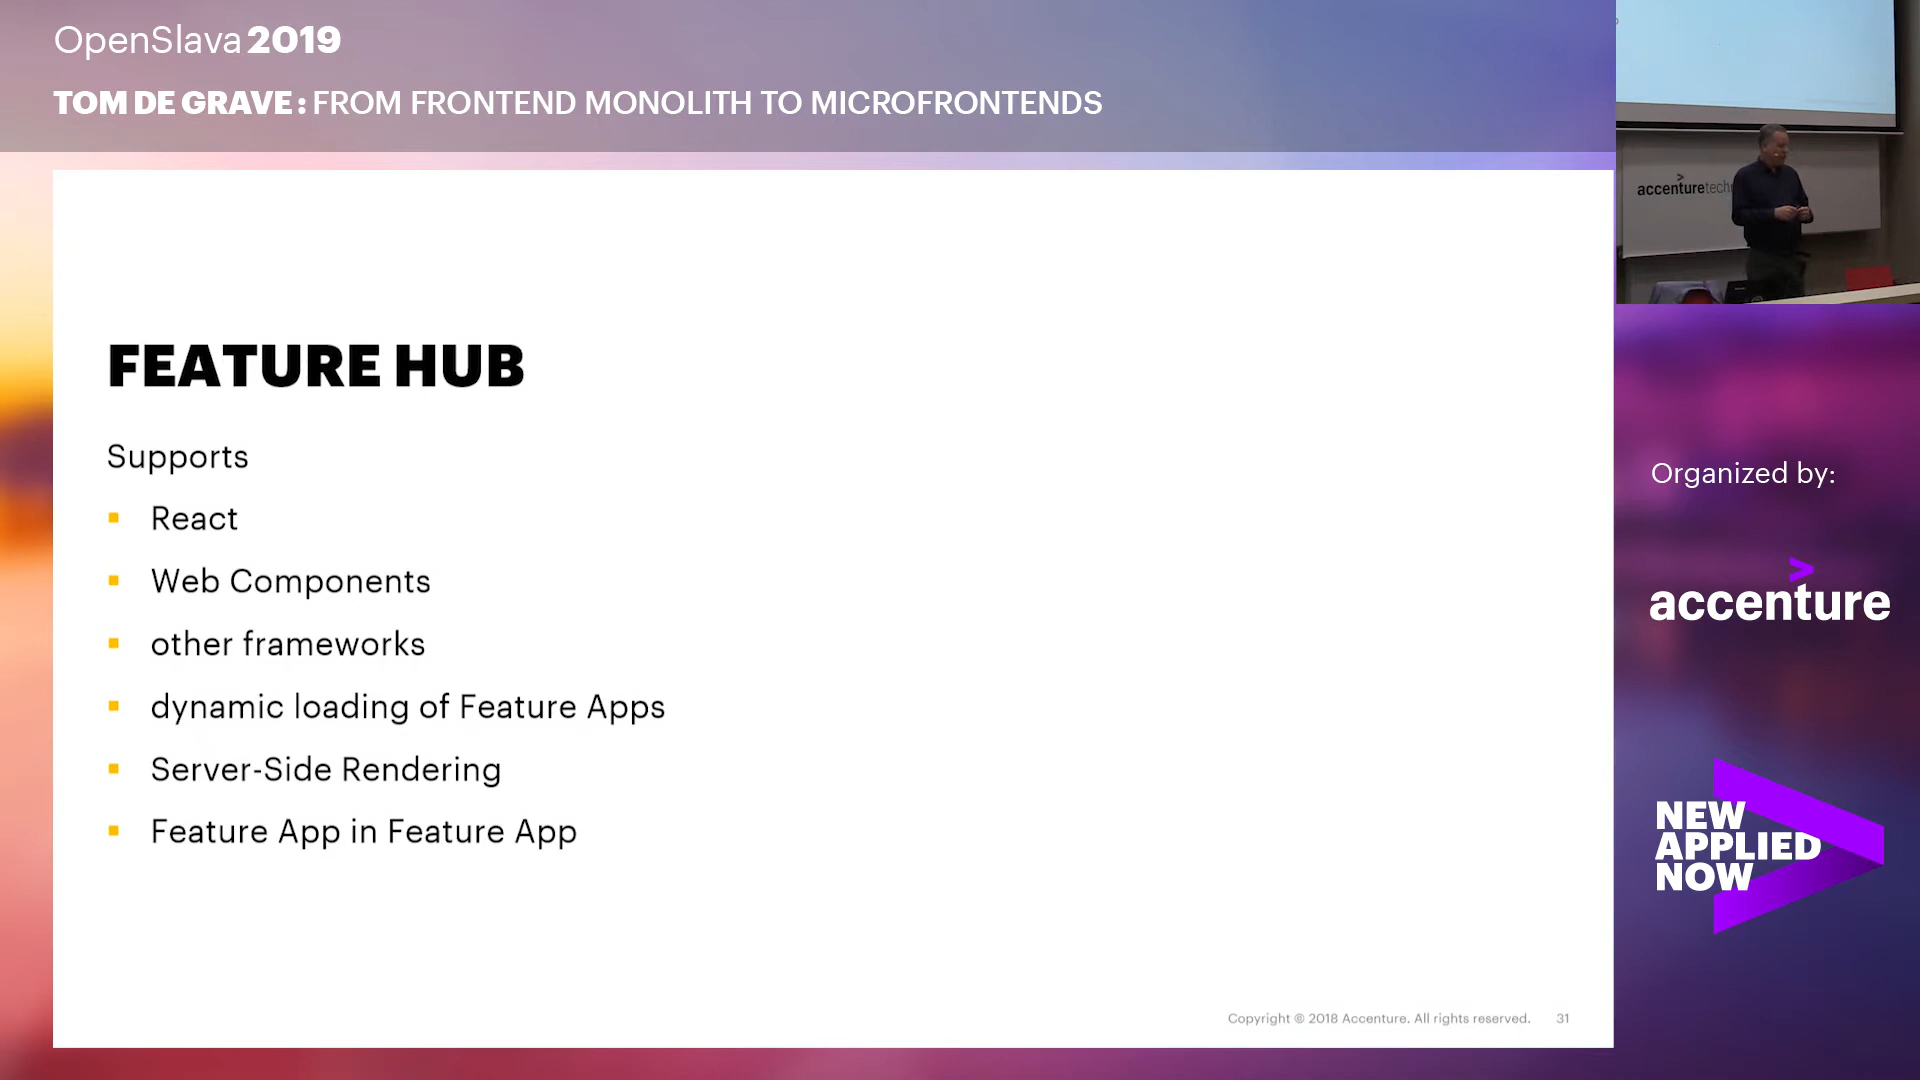 OpenSlava 2019
TOM DE GRAVE : FROM FRONTEND MONOLITH TO MICROFRONTENDS
accenturetech
FEATURE HUB
Supports
▪ React
▪ Web Components
▪ other frameworks
▪ dynamic loading of Feature Apps
▪ Server-Side Rendering
▪ Feature App in Feature App
Copyright © 2018 Accenture. All rights reserved. 31
Organized by:
accenture
NEW
APPLIED
NOW